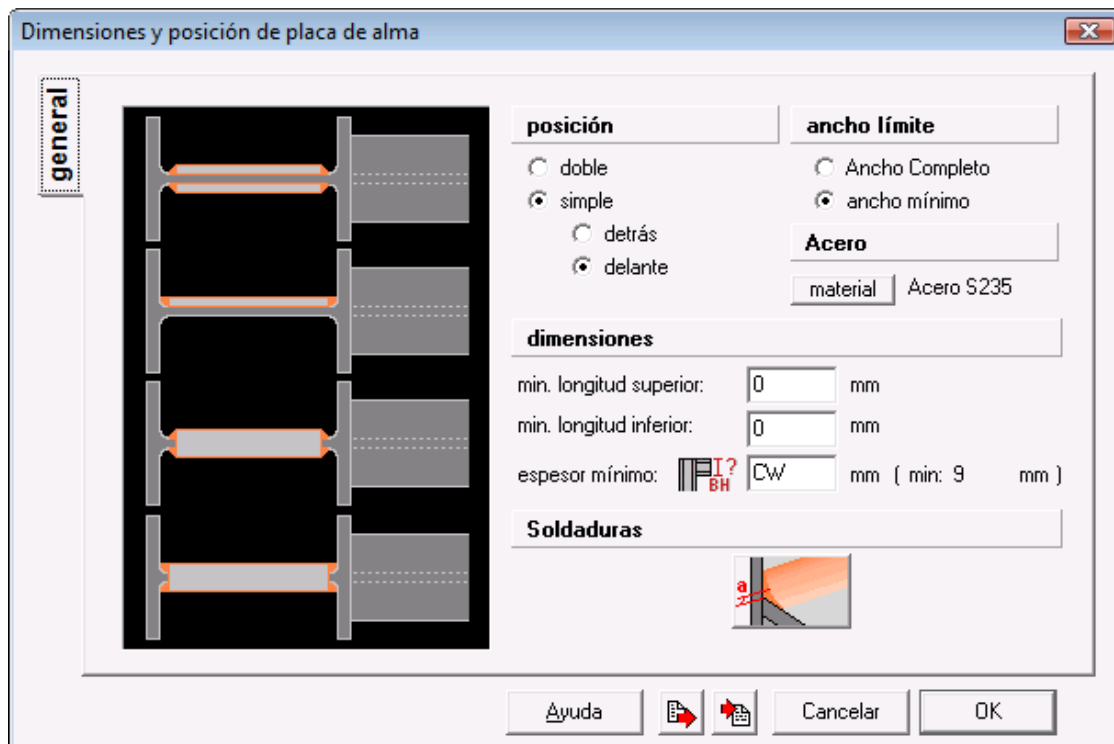 Dimensiones y posición de placa de alma
general
posición
doble
simple
detrás
delante
ancho límite
Ancho Completo
ancho mínimo
Acero
material Acero S235
dimensiones
min. longitud superior: 0 mm
min. longitud inferior: 0 mm
espesor mínimo: I? BH CW mm ( min: 9 mm )
Soldaduras
a
Ayuda Cancelar OK